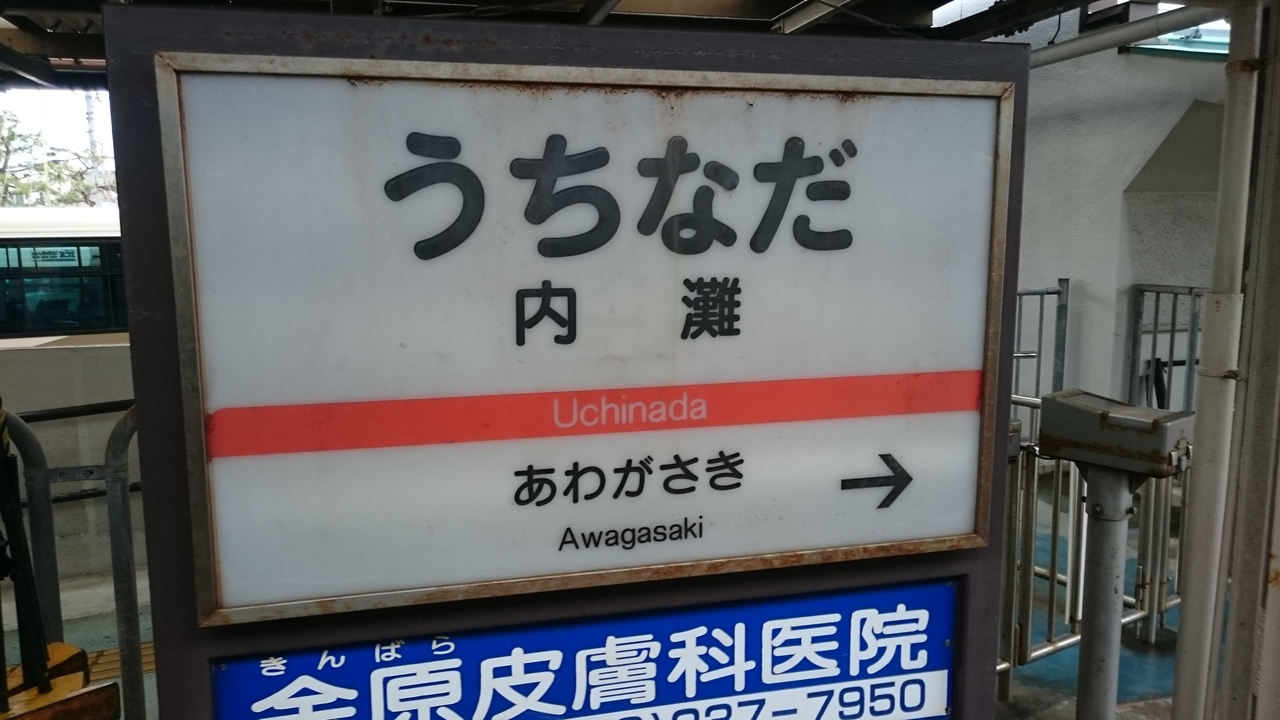 うちなだ
内灘
Uchinada
あわがさき →
Awagasaki
きんばら
金原皮膚科医院
237-7950